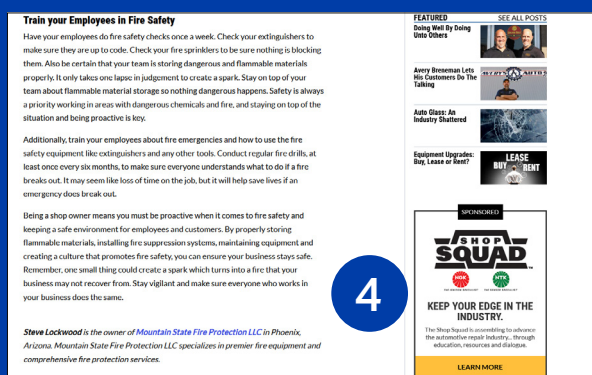 Train your Employees in Fire Safety
Have your employees do fire safety checks once a week. Check your extinguishers to
make sure they are up to code. Check your fire sprinklers to be sure nothing is blocking
them. Also be certain that your team is storing dangerous and flammable materials
properly. It only takes one lapse in judgement to create a spark. Stay on top of your
team about flammable material storage so nothing dangerous happens. Safety is always
a priority working in areas with dangerous chemicals and fire, and staying on top of the
situation and being proactive is key.
Additionally, train your employees about fire emergencies and how to use the fire
safety equipment like extinguishers and any other tools. Conduct regular fire drills, at
least once every six months, to make sure everyone understands what to do if a fire
breaks out. It may seem like loss of time on the job, but it will help save lives if an
emergency does break out.
Being a shop owner means you must be proactive when it comes to fire safety and
keeping a safe environment for employees and customers. By properly storing
flammable materials, installing fire suppression systems, maintaining equipment and
creating a culture that promotes fire safety, you can ensure your business stays safe.
Remember, one small thing could create a spark which turns into a fire that your
business may not recover from. Stay vigilant and make sure everyone who works in
your business does the same.
Steve Lockwood is the owner of Mountain State Fire Protection LLC in Phoenix,
Arizona. Mountain State Fire Protection LLC specializes in premier fire equipment and
comprehensive fire protection services.
4
FEATURED
SEE ALL POSTS
Doing Well By Doing
Unto Others
Avery Breneman Lets
His Customers Do The
Talking
Auto Glass: An
Industry Shattered
Equipment Upgrades:
Buy, Lease or Rent?
LEASE
BUY
RENT
SPONSORED
SHOP
SQUAD
NGK
NTK
KEEP YOUR EDGE IN THE
INDUSTRY.
The Shop Squad is assembling to advance
the automotive repair industry... through
education, resources and dialogue.
LEARN MORE